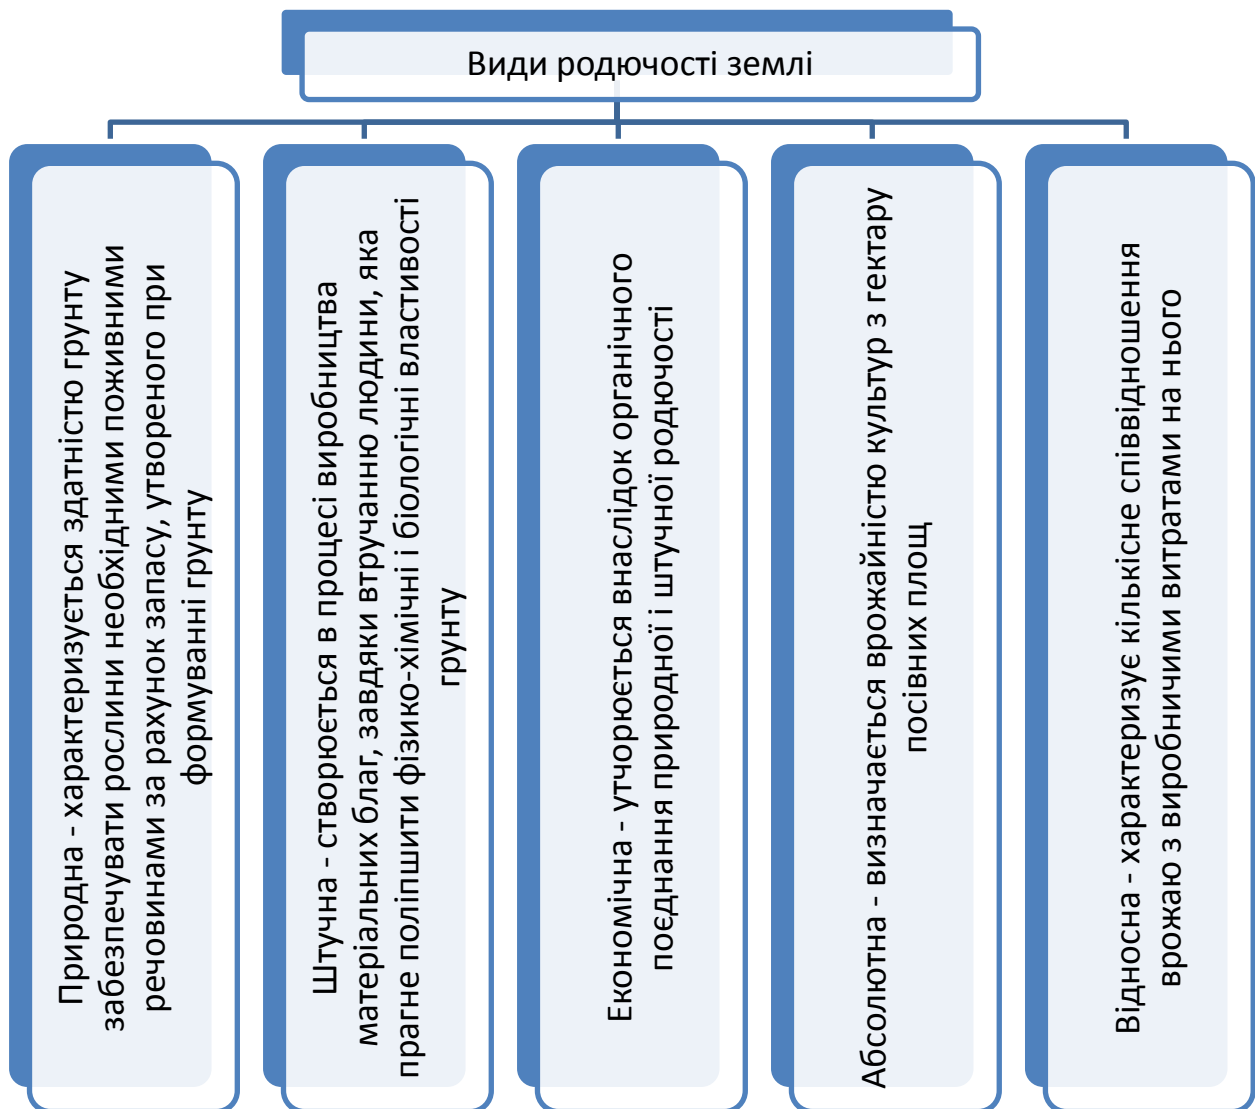 Види родючості землі
Природна - характеризується здатністю грунту
забезпечувати рослини необхідними поживними
речовинами за рахунок запасу, утвореного при
формуванні грунту
Штучна - створюється в процесі виробництва
матеріальних благ, завдяки втручанню людини, яка
прагне поліпшити фізико-хімічні і біологічні властивості
грунту
Економічна - утчорюється внаслідок органічного
поєднання природної і штучної родючості
Абсолютна - визначається врожайністю культур з гектару
посівних площ
Відносна - характеризує кількісне співвідношення
врожаю з виробничими витратами на нього